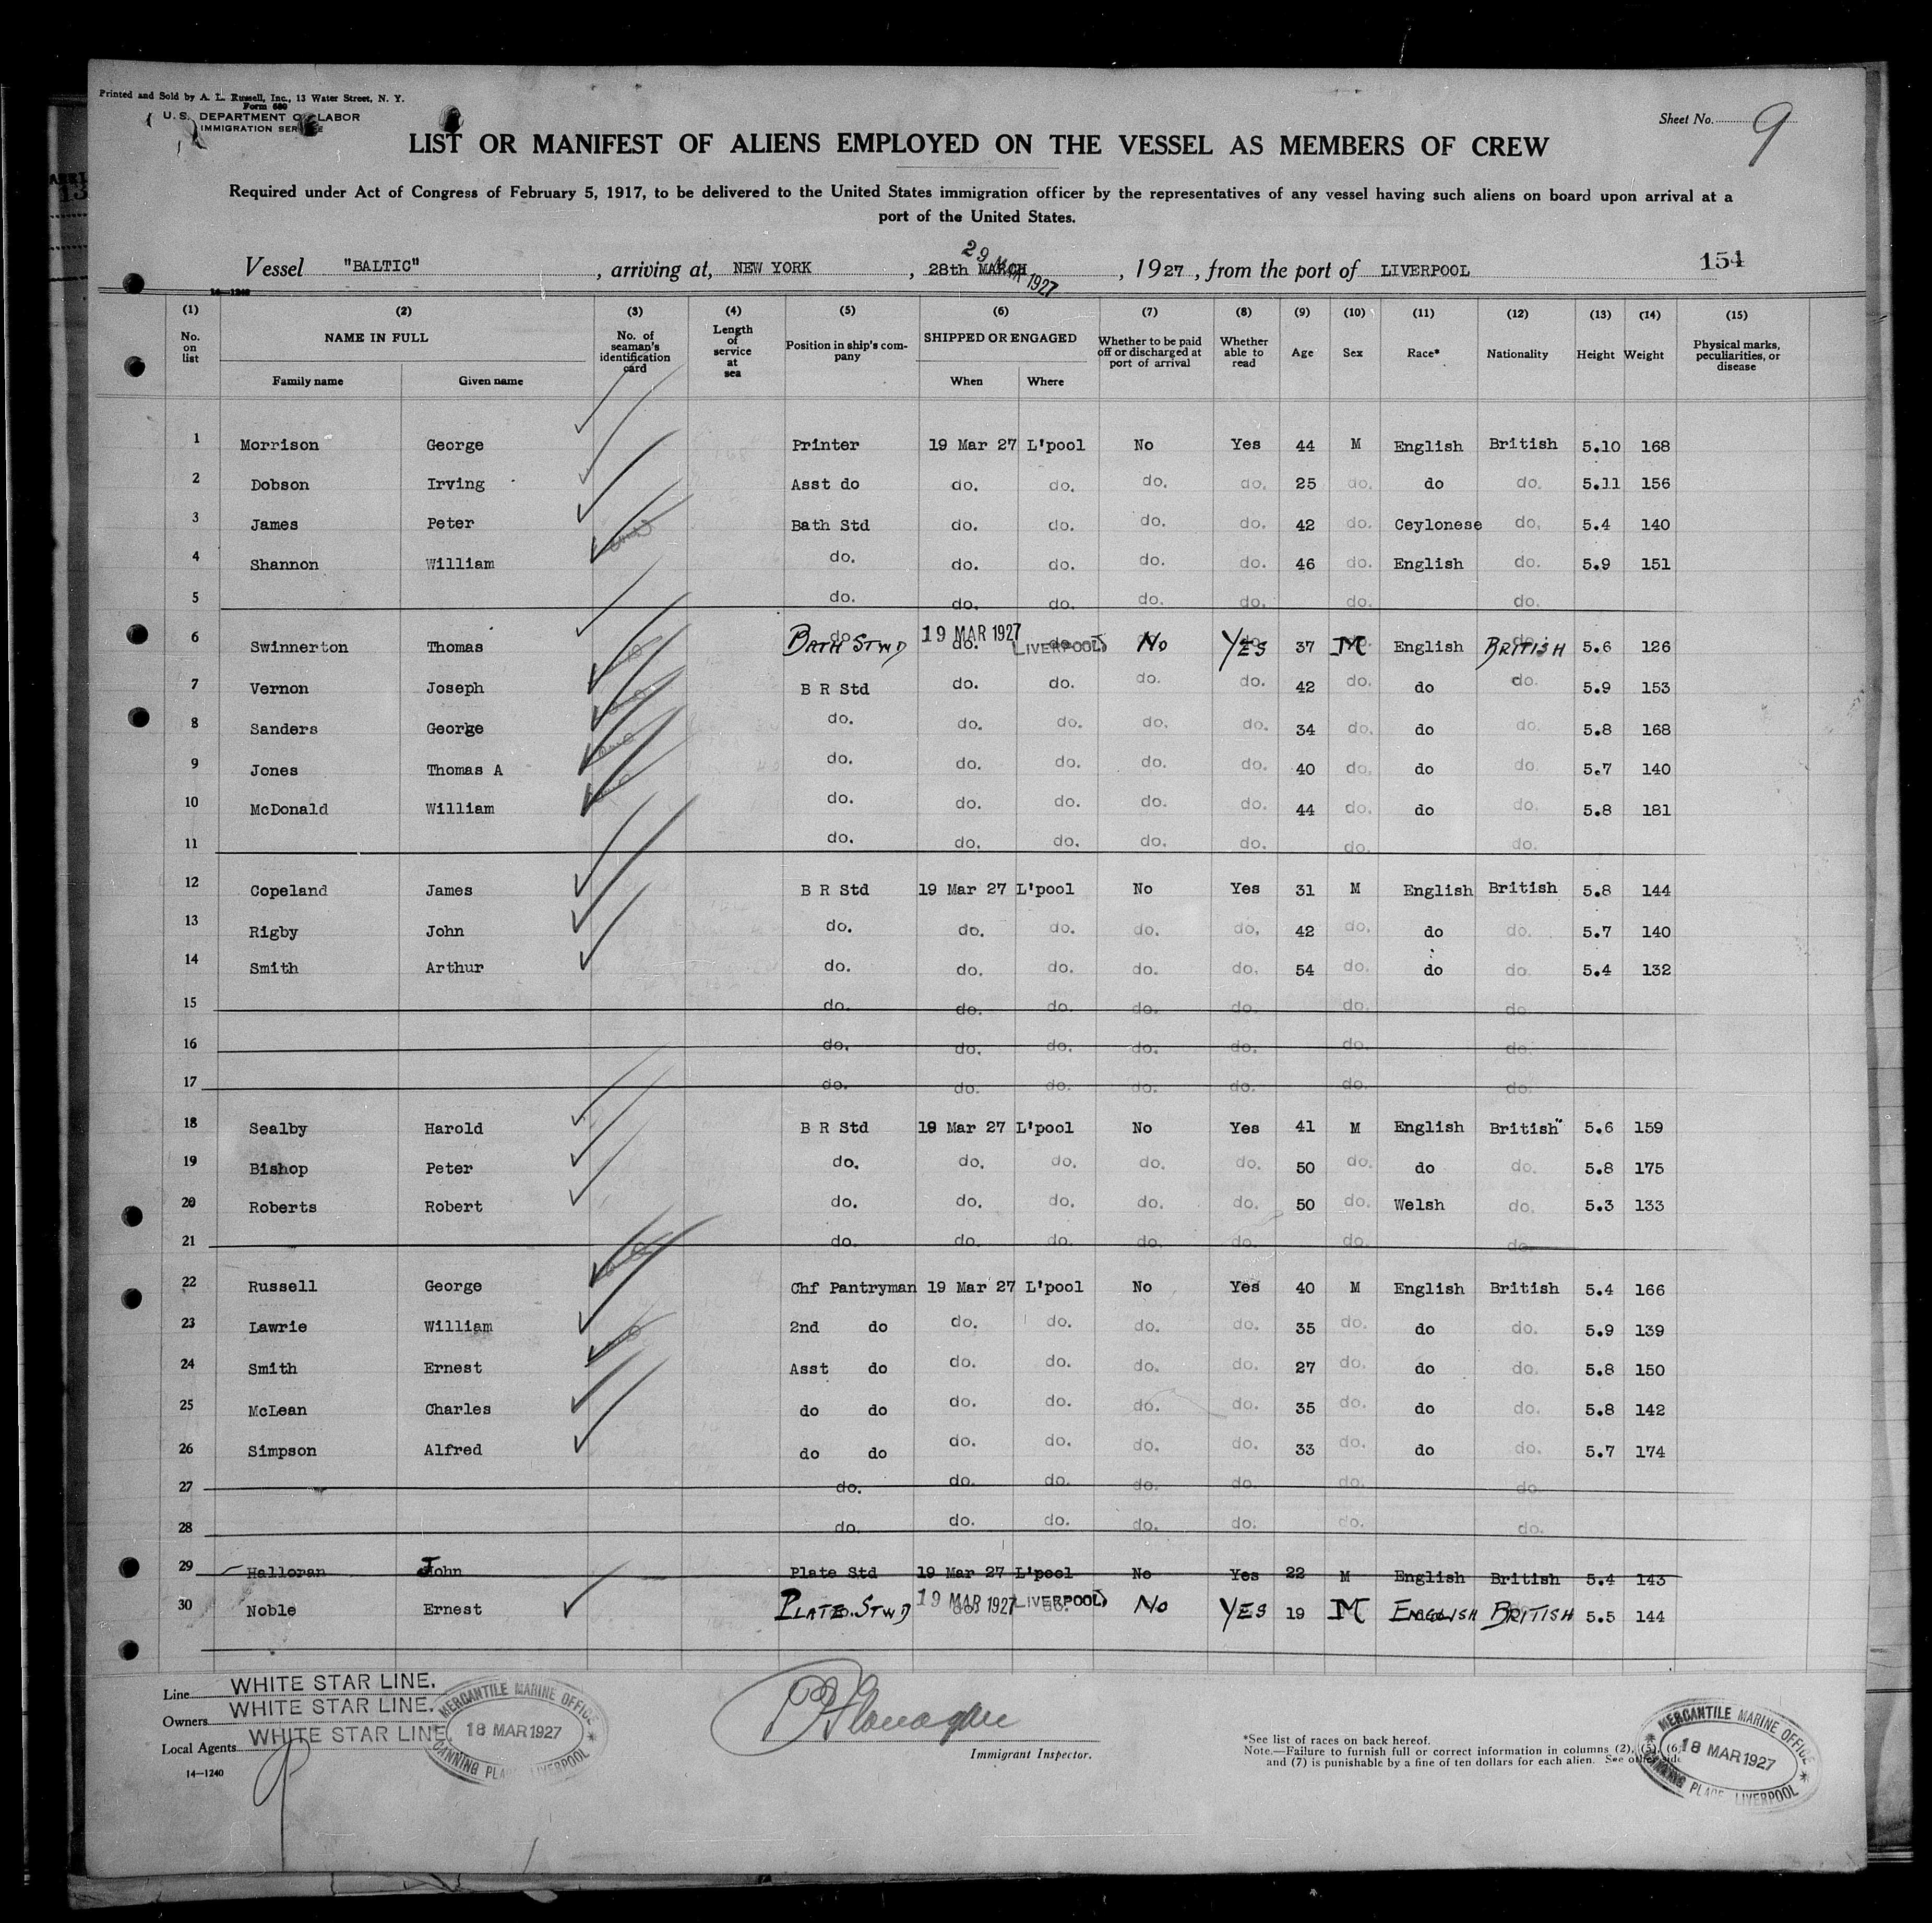 Printed and Sold by A. L. Russell, Inc., 13 Water Street, N. Y.
Form 680
U. S. DEPARTMENT OF LABOR
IMMIGRATION SERVICE
Sheet No. 9
LIST OR MANIFEST OF ALIENS EMPLOYED ON THE VESSEL AS MEMBERS OF CREW
Required under Act of Congress of February 5, 1917, to be delivered to the United States immigration officer by the representatives of any vessel having such aliens on board upon arrival at a
port of the United States.
29 MAR 1927
Vessel "BALTIC", arriving at, NEW YORK, 28th MARCH, 1927, from the port of LIVERPOOL 154
14—1240
(1) (2) (3) (4) (5) (6) (7) (8) (9) (10) (11) (12) (13) (14) (15)
No. on list NAME IN FULL Family name Given name No. of seaman's identification card Length of service at sea Position in ship's company SHIPPED OR ENGAGED When Where Whether to be paid off or discharged at port of arrival Whether able to read Age Sex Race* Nationality Height Weight Physical marks, peculiarities, or disease
1 Morrison George Printer 19 Mar 27 L'pool No Yes 44 M English British 5.10 168
2 Dobson Irving Asst do do. do. do. do. 25 do. do do. 5.11 156
3 James Peter Bath Std do. do. do. do. 42 do. Ceylonese do. 5.4 140
4 Shannon William do. do. do. do. do. 46 do. English do. 5.9 151
5 do. do. do. do. do. do. do.
6 Swinnerton Thomas do. BATH STWD 19 MAR 1927 do. LIVERPOOL do. No YES do. 37 M English BRITISH do. 5.6 126
7 Vernon Joseph B R Std do. do. do. do. 42 do. do do. 5.9 153
8 Sanders George do. do. do. do. do. 34 do. do do. 5.8 168
9 Jones Thomas A do. do. do. do. do. 40 do. do do. 5.7 140
10 McDonald William do. do. do. do. do. 44 do. do do. 5.8 181
11 do. do. do. do. do. do. do.
12 Copeland James B R Std 19 Mar 27 L'pool No Yes 31 M English British 5.8 144
13 Rigby John do. do. do. do. do. 42 do. do do. 5.7 140
14 Smith Arthur do. do. do. do. do. 54 do. do do. 5.4 132
15 do. do. do. do. do. do. do.
16 do. do. do. do. do. do. do.
17 do. do. do. do. do. do. do.
18 Sealby Harold B R Std 19 Mar 27 L'pool No Yes 41 M English British" 5.6 159
19 Bishop Peter do. do. do. do. do. 50 do. do do. 5.8 175
20 Roberts Robert do. do. do. do. do. 50 do. Welsh do. 5.3 133
21 do. do. do. do. do. do. do.
22 Russell George Chf Pantryman 19 Mar 27 L'pool No Yes 40 M English British 5.4 166
23 Lawrie William 2nd do do. do. do. do. 35 do. do do. 5.9 139
24 Smith Ernest Asst do do. do. do. do. 27 do. do do. 5.8 150
25 McLean Charles do do do. do. do. do. 35 do. do do. 5.8 142
26 Simpson Alfred do do do. do. do. do. 33 do. do do. 5.7 174
27 do. do. do. do. do. do. do.
28 do. do. do. do. do. do. do.
29 Halloran John Plate Std 19 Mar 27 L'pool No Yes 22 M English British 5.4 143
30 Noble Ernest PLATE STWD 19 MAR 1927 do. LIVERPOOL do. No YES 19 M ENGLISH BRITISH 5.5 144
Line WHITE STAR LINE.
Owners WHITE STAR LINE.
Local Agents WHITE STAR LINE.
14—1240
MERCANTILE MARINE OFFICE
18 MAR 1927
CANNING PLACE LIVERPOOL
Immigrant Inspector.
*See list of races on back hereof.
Note.—Failure to furnish full or correct information in columns (2), (5), (6)
and (7) is punishable by a fine of ten dollars for each alien. See other side
MERCANTILE MARINE OFFICE
18 MAR 1927
CANNING PLACE LIVERPOOL